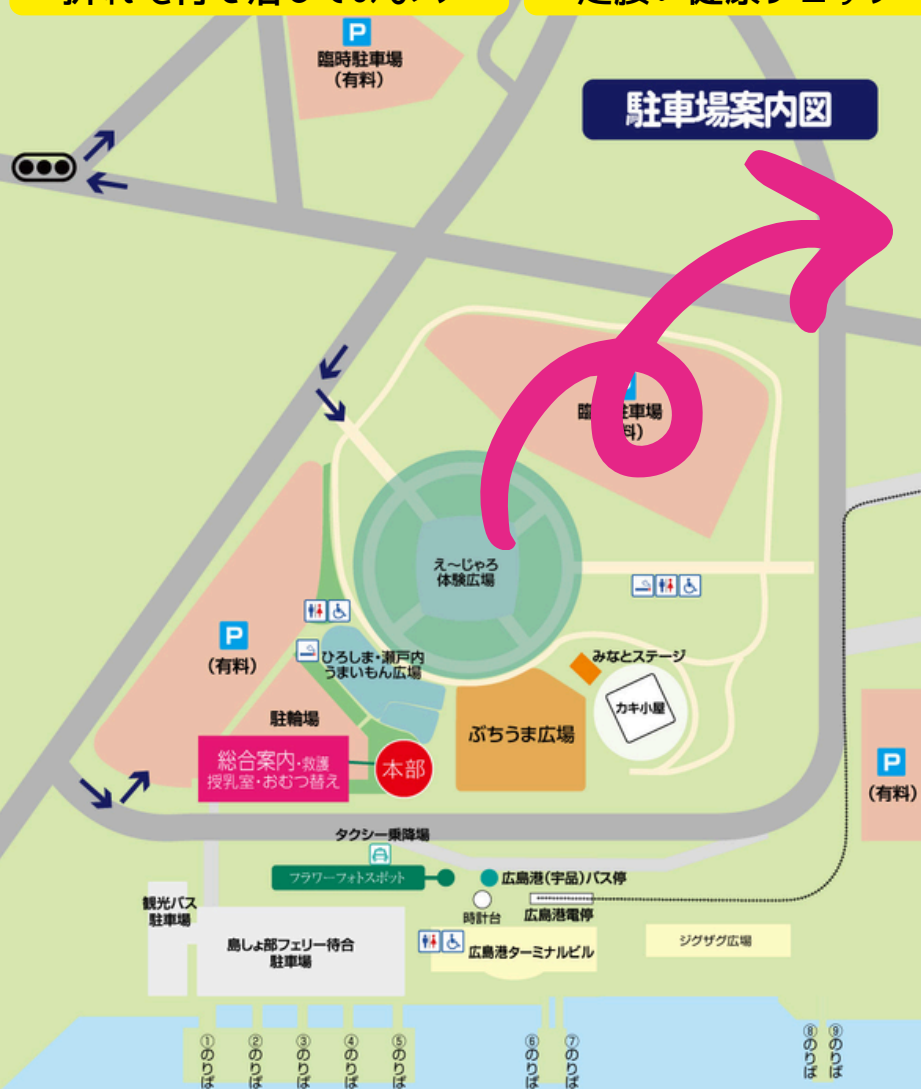 P
臨時駐車場
(有料)
駐車場案内図
え〜じゃろ
体験広場
P
(有料)
ひろしま・瀬戸内
うまいもん広場
みなとステージ
カキ小屋
駐輪場
ぶちうま広場
総合案内・救護
授乳室・おむつ替え
本部
P
(有料)
タクシー乗降場
フラワーフォトスポット
広島港(宇品)バス停
時計台
広島港電停
観光バス
駐車場
島しょ部フェリー待合
駐車場
広島港ターミナルビル
ジグザグ広場
①のりば
②のりば
③のりば
④のりば
⑤のりば
⑥のりば
⑦のりば
⑧のりば
⑨のりば